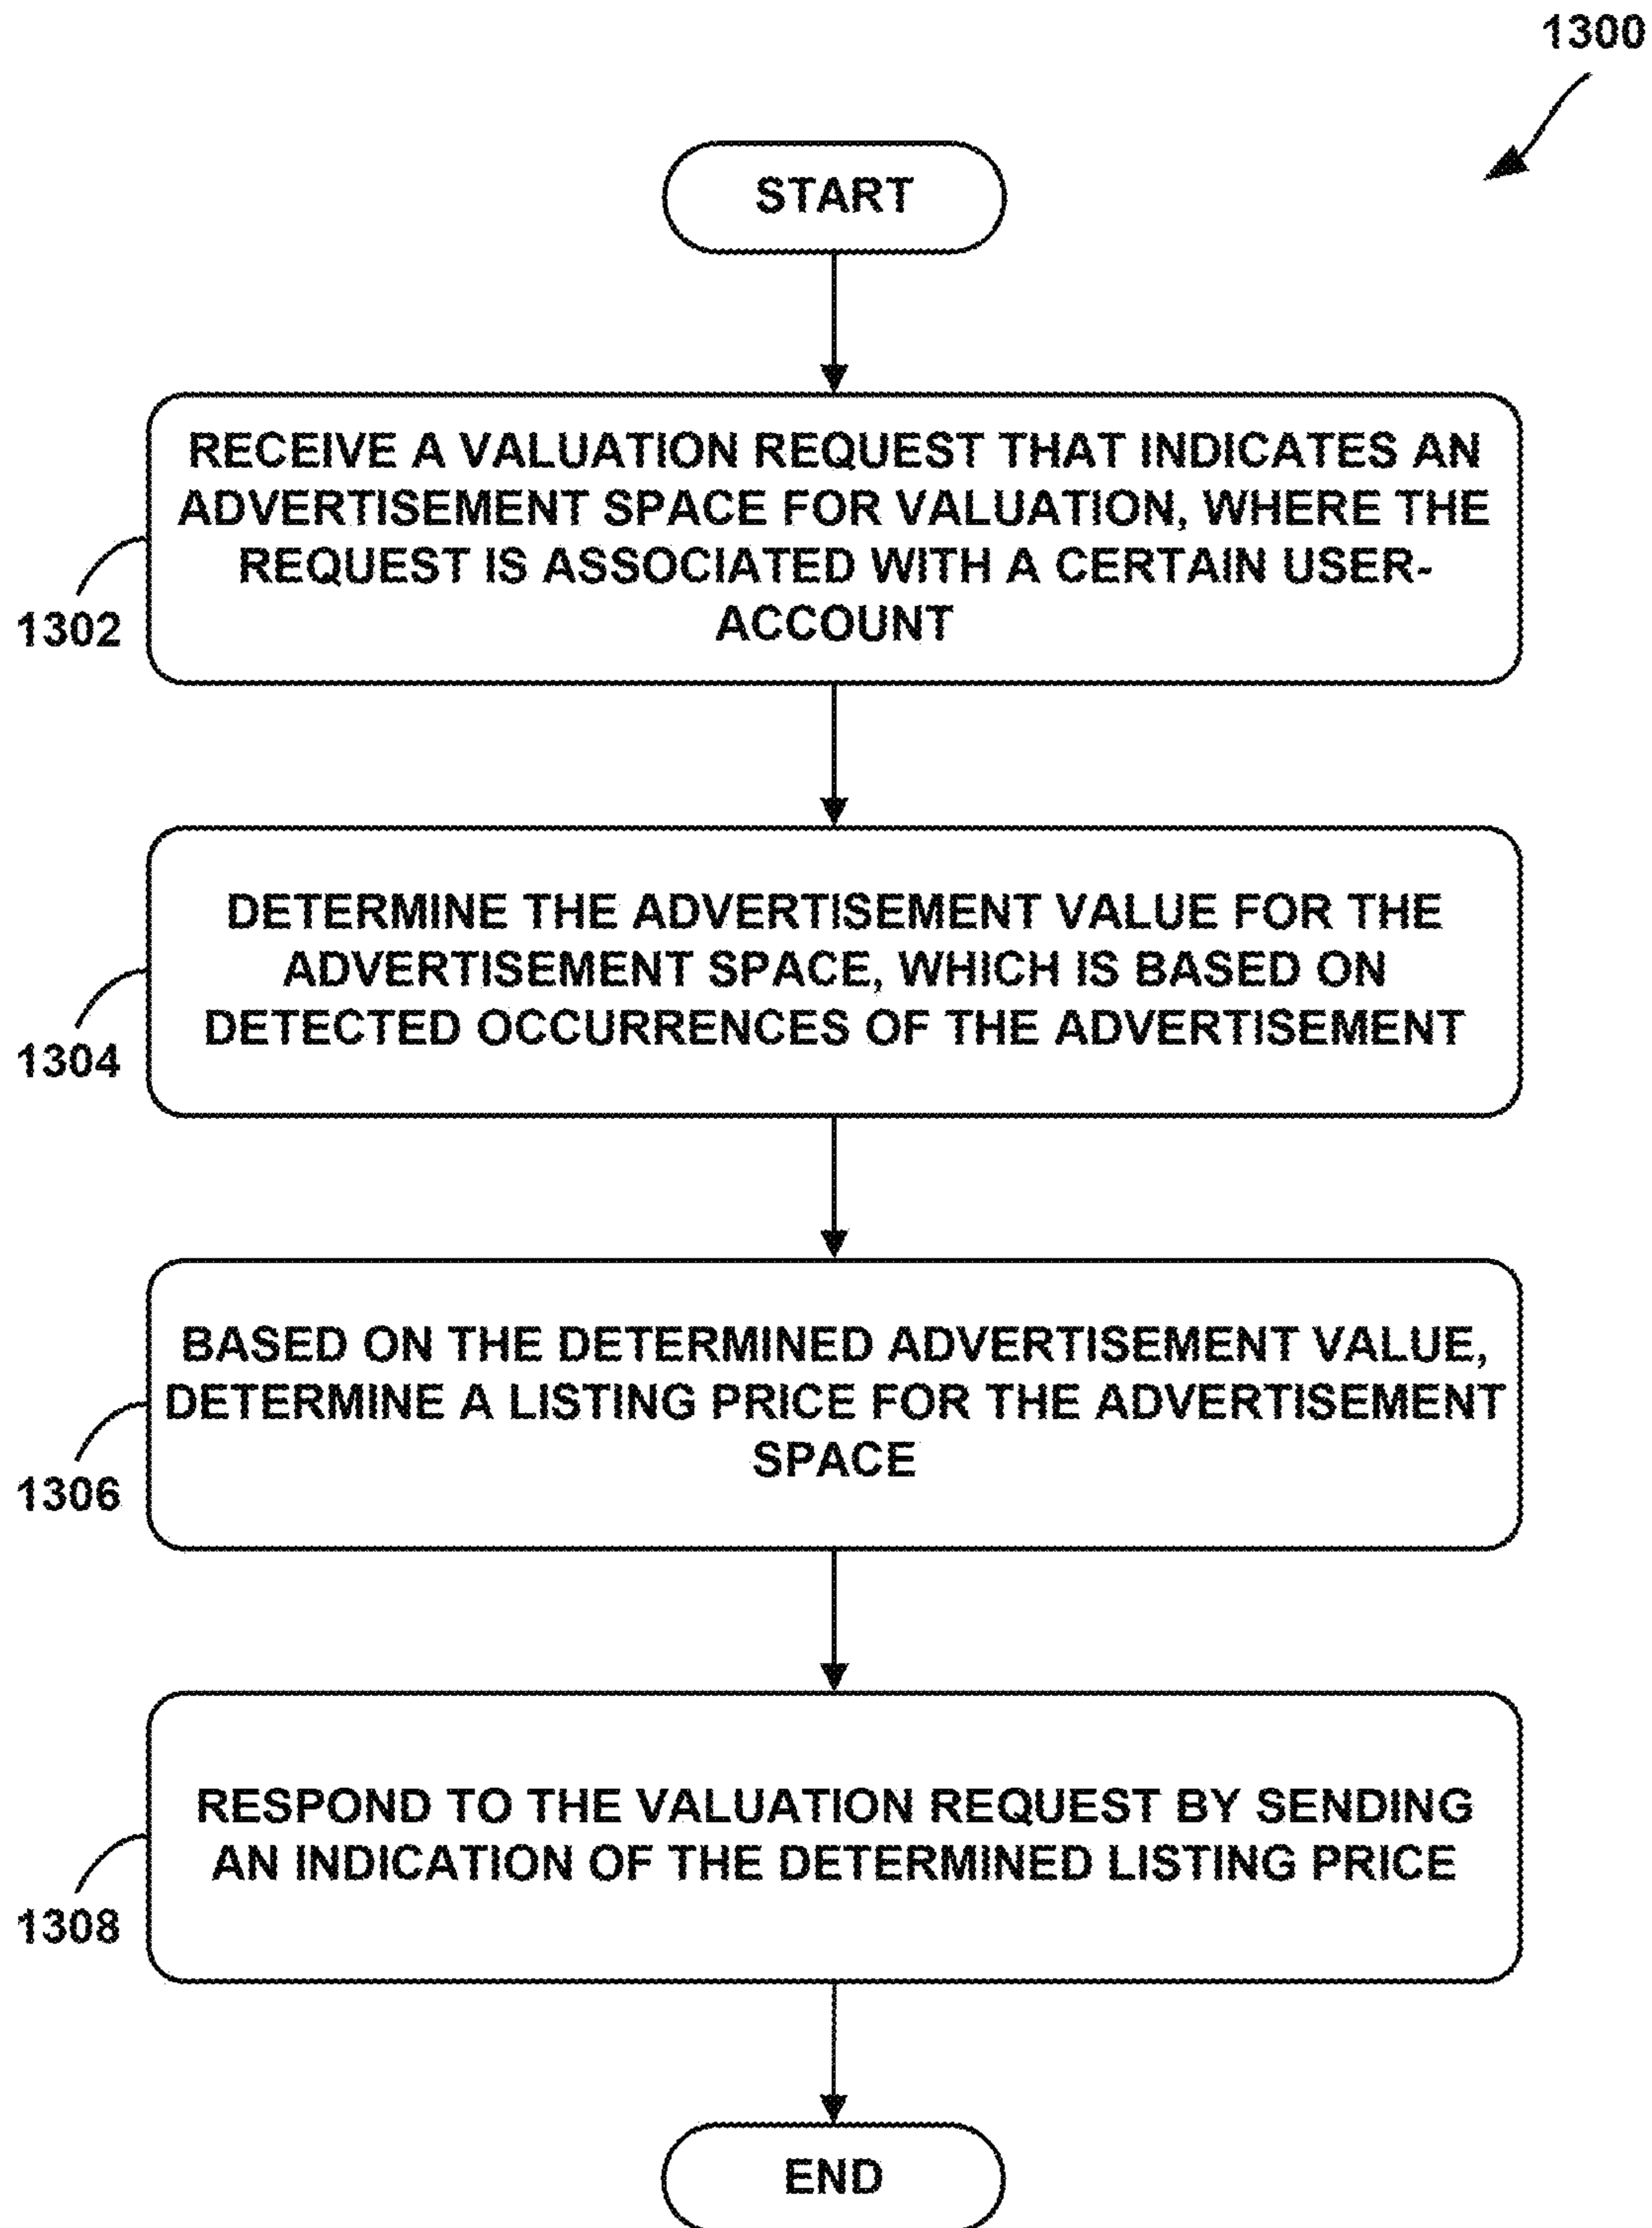 1300
START
RECEIVE A VALUATION REQUEST THAT INDICATES AN
ADVERTISEMENT SPACE FOR VALUATION, WHERE THE
REQUEST IS ASSOCIATED WITH A CERTAIN USER-
ACCOUNT
1302
DETERMINE THE ADVERTISEMENT VALUE FOR THE
ADVERTISEMENT SPACE, WHICH IS BASED ON
DETECTED OCCURRENCES OF THE ADVERTISEMENT
1304
BASED ON THE DETERMINED ADVERTISEMENT VALUE,
DETERMINE A LISTING PRICE FOR THE ADVERTISEMENT
SPACE
1306
RESPOND TO THE VALUATION REQUEST BY SENDING
AN INDICATION OF THE DETERMINED LISTING PRICE
1308
END